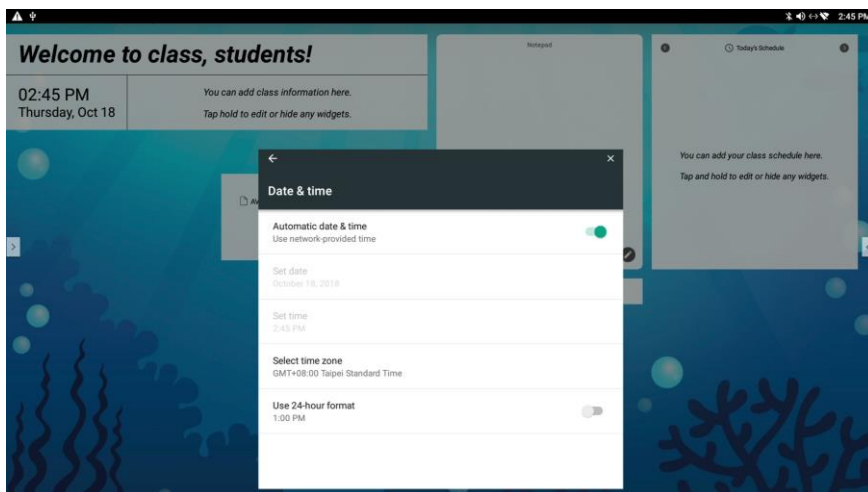 2:45 PM
Welcome to class, students!
02:45 PM
Thursday, Oct 18
You can add class information here.
Tap hold to edit or hide any widgets.
Notepad
Today's Schedule
You can add your class schedule here.
Tap and hold to edit or hide any widgets.
Date & time
Automatic date & time
Use network-provided time
Set date
October 18, 2018
Set time
2:45 PM
Select time zone
GMT+08:00 Taipei Standard Time
Use 24-hour format
1:00 PM